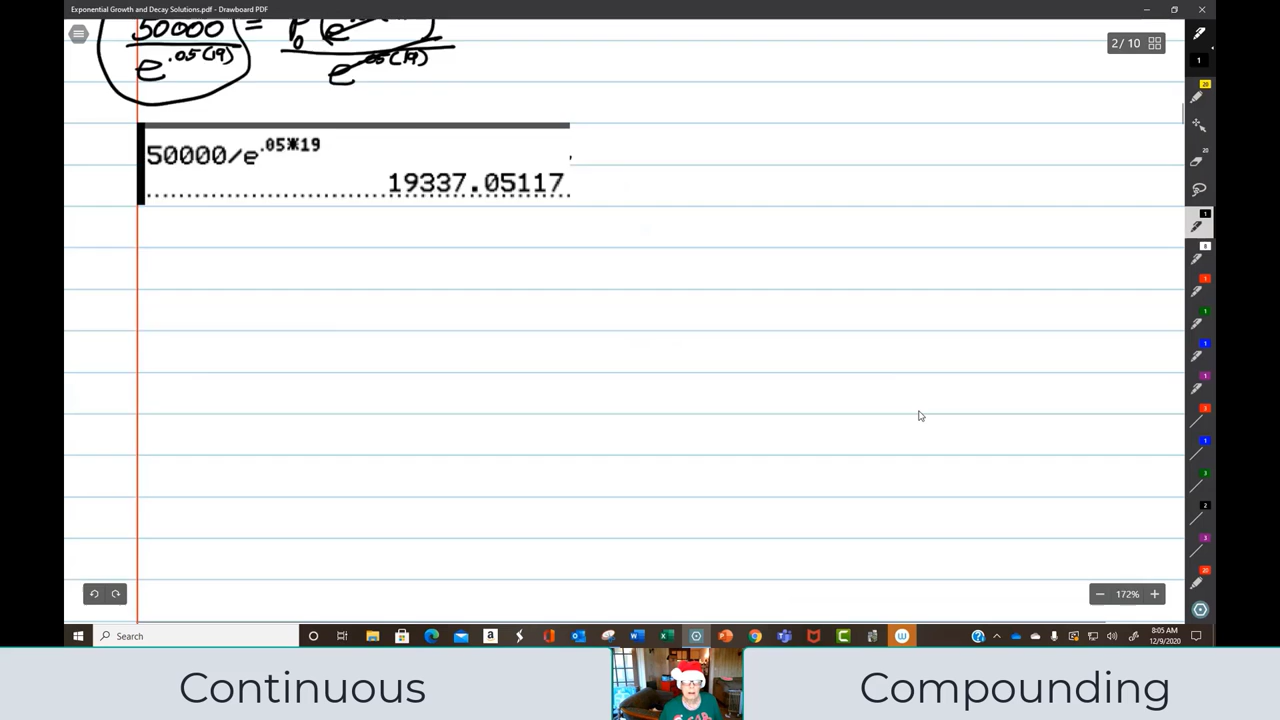 Exponential Growth and Decay Solutions.pdf - Drawboard PDF
50000 = P₀ (e
e^.05(19) e^.05(19)
2 / 10
50000/e^.05*19
19337.05117
172%
Search
8:05 AM
12/9/2020
Continuous Compounding